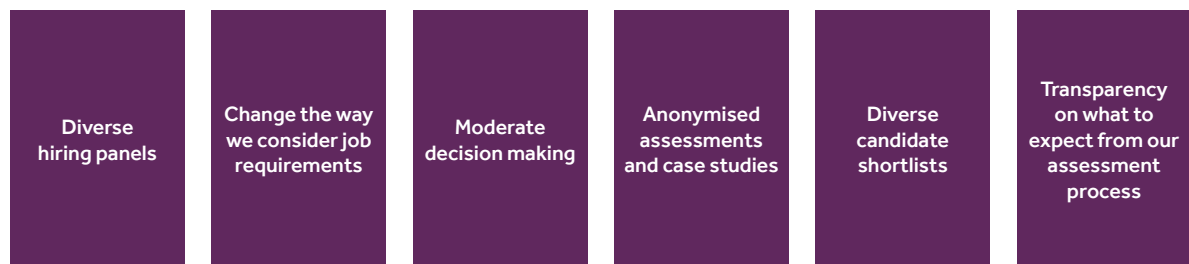 Diverse
hiring panels
Change the way
we consider job
requirements
Moderate
decision making
Anonymised
assessments
and case studies
Diverse
candidate
shortlists
Transparency
on what to
expect from our
assessment
process